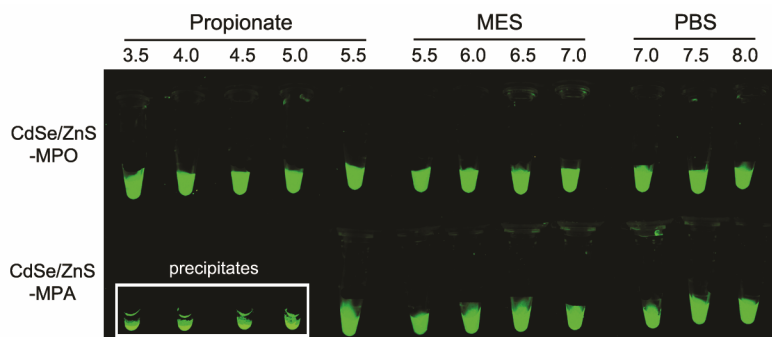 Propionate MES PBS
3.5 4.0 4.5 5.0 5.5 5.5 6.0 6.5 7.0 7.0 7.5 8.0
CdSe/ZnS
-MPO
CdSe/ZnS
-MPA
precipitates